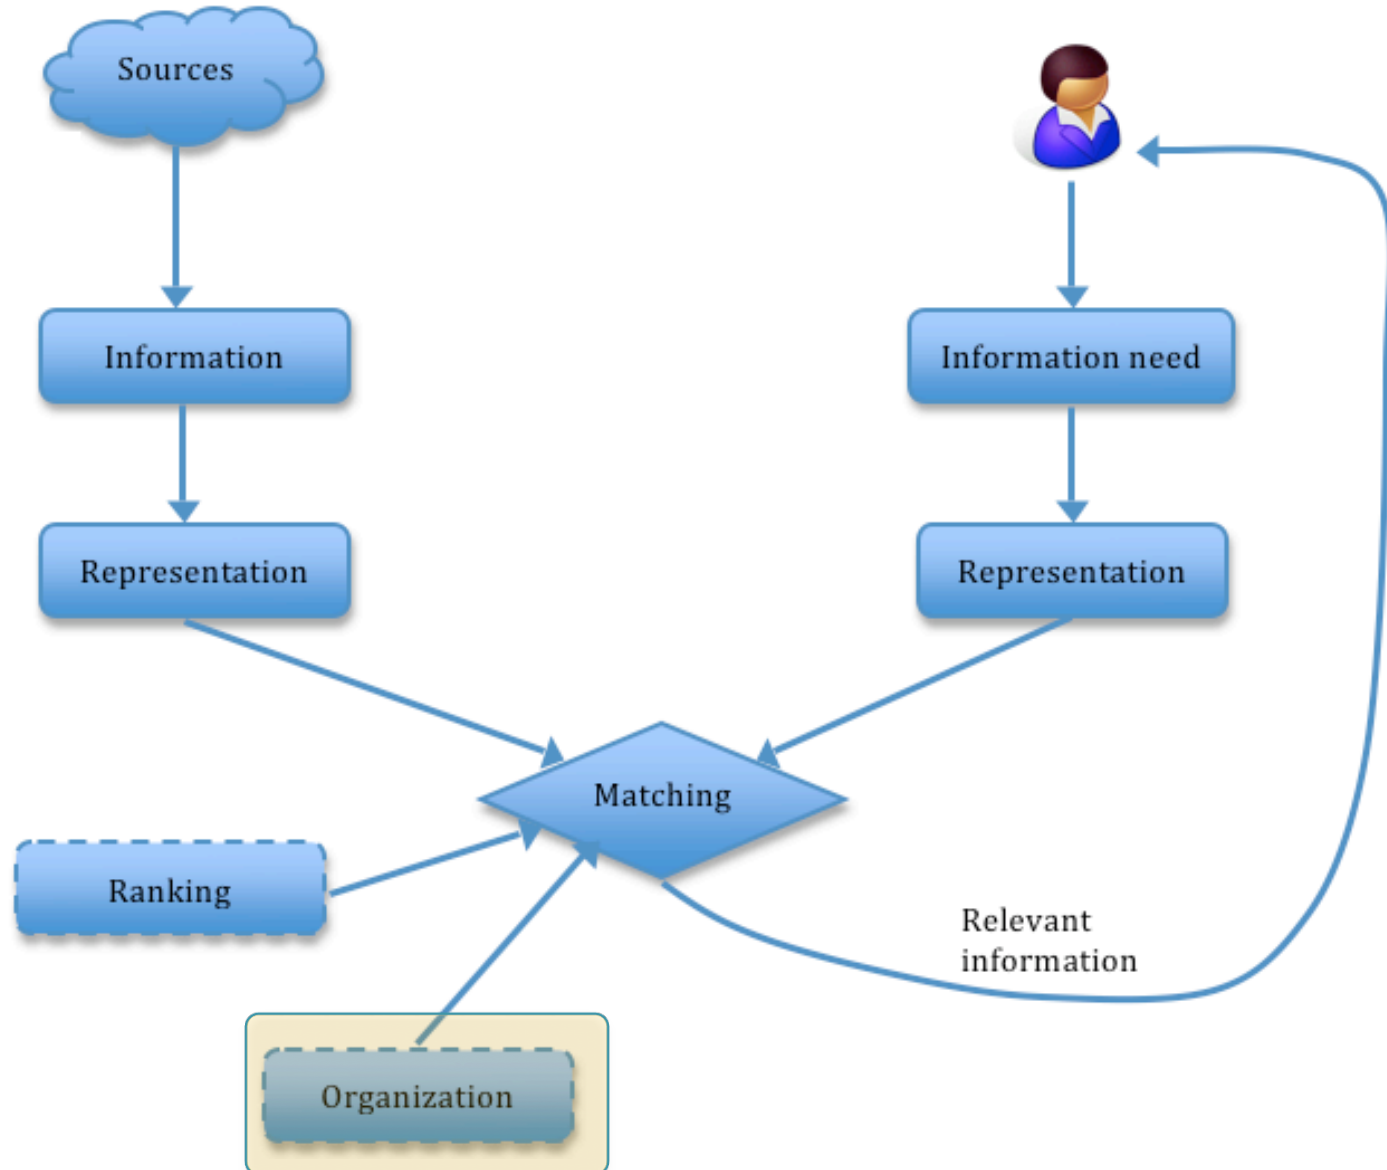 Sources
Information
Information need
Representation
Representation
Matching
Ranking
Relevant
information
Organization